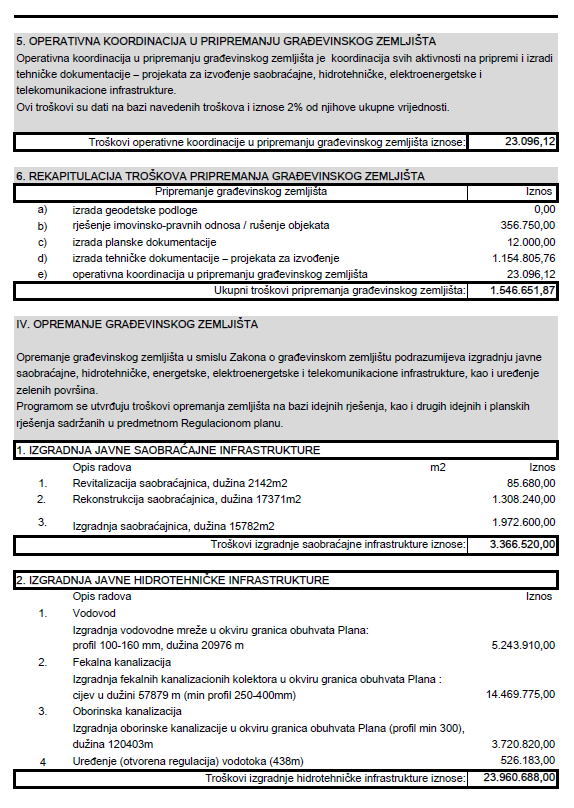 5. OPERATIVNA KOORDINACIJA U PRIPREMANJU GRAĐEVINSKOG ZEMLJIŠTA
Operativna koordinacija u pripremanju građevinskog zemljišta je koordinacija svih aktivnosti na pripremi i izradi
tehničke dokumentacije – projekata za izvođenje saobraćajne, hidrotehničke, elektroenergetske i
telekomunikacione infrastrukture.
Ovi troškovi su dati na bazi navedenih troškova i iznose 2% od njihove ukupne vrijednosti.
Troškovi operativne koordinacije u pripremanju građevinskog zemljišta iznose: 23.096,12
6. REKAPITULACIJA TROŠKOVA PRIPREMANJA GRAĐEVINSKOG ZEMLJIŠTA
Pripremanje građevinskog zemljišta Iznos
a) izrada geodetske podloge 0,00
b) rješenje imovinsko-pravnih odnosa / rušenje objekata 356.750,00
c) izrada planske dokumentacije 12.000,00
d) izrada tehničke dokumentacije – projekata za izvođenje 1.154.805,76
e) operativna koordinacija u pripremanju građevinskog zemljišta 23.096,12
Ukupni troškovi pripremanja građevinskog zemljišta: 1.546.651,87
IV. OPREMANJE GRAĐEVINSKOG ZEMLJIŠTA
Opremanje građevinskog zemljišta u smislu Zakona o građevinskom zemljištu podrazumijeva izgradnju javne
saobraćajne, hidrotehničke, energetske, elektroenergetske i telekomunikacione infrastrukture, kao i uređenje
zelenih površina.
Programom se utvrđuju troškovi opremanja zemljišta na bazi idejnih rješenja, kao i drugih idejnih i planskih
rješenja sadržanih u predmetnom Regulacionom planu.
1. IZGRADNJA JAVNE SAOBRAĆAJNE INFRASTRUKTURE
Opis radova m2 Iznos
1. Revitalizacija saobraćajnica, dužina 2142m2 85.680,00
2. Rekonstrukcija saobraćajnica, dužina 17371m2 1.308.240,00
3. Izgradnja saobraćajnica, dužina 15782m2 1.972.600,00
Troškovi izgradnje saobraćajne infrastrukture iznose: 3.366.520,00
2. IZGRADNJA JAVNE HIDROTEHNIČKE INFRASTRUKTURE
Opis radova Iznos
1. Vodovod
Izgradnja vodovodne mreže u okviru granica obuhvata Plana:
profil 100-160 mm, dužina 20976 m 5.243.910,00
2. Fekalna kanalizacija
Izgradnja fekalnih kanalizacionih kolektora u okviru granica obuhvata Plana :
cijev u dužini 57879 m (min profil 250-400mm) 14.469.775,00
3. Oborinska kanalizacija
Izgradnja oborinske kanalizacije u okviru granica obuhvata Plana (profil min 300),
dužina 120403m 3.720.820,00
4 Uređenje (otvorena regulacija) vodotoka (438m) 526.183,00
Troškovi izgradnje hidrotehničke infrastrukture iznose: 23.960.688,00